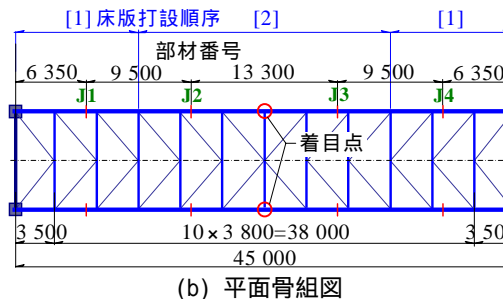 [1] 床版打設順序 [2] [1]
部材番号
6 350 9 500 13 300 9 500 6 350
J1 J2 J3 J4
着目点
3 500 10×3 800=38 000 3 50
45 000
(b) 平面骨組図